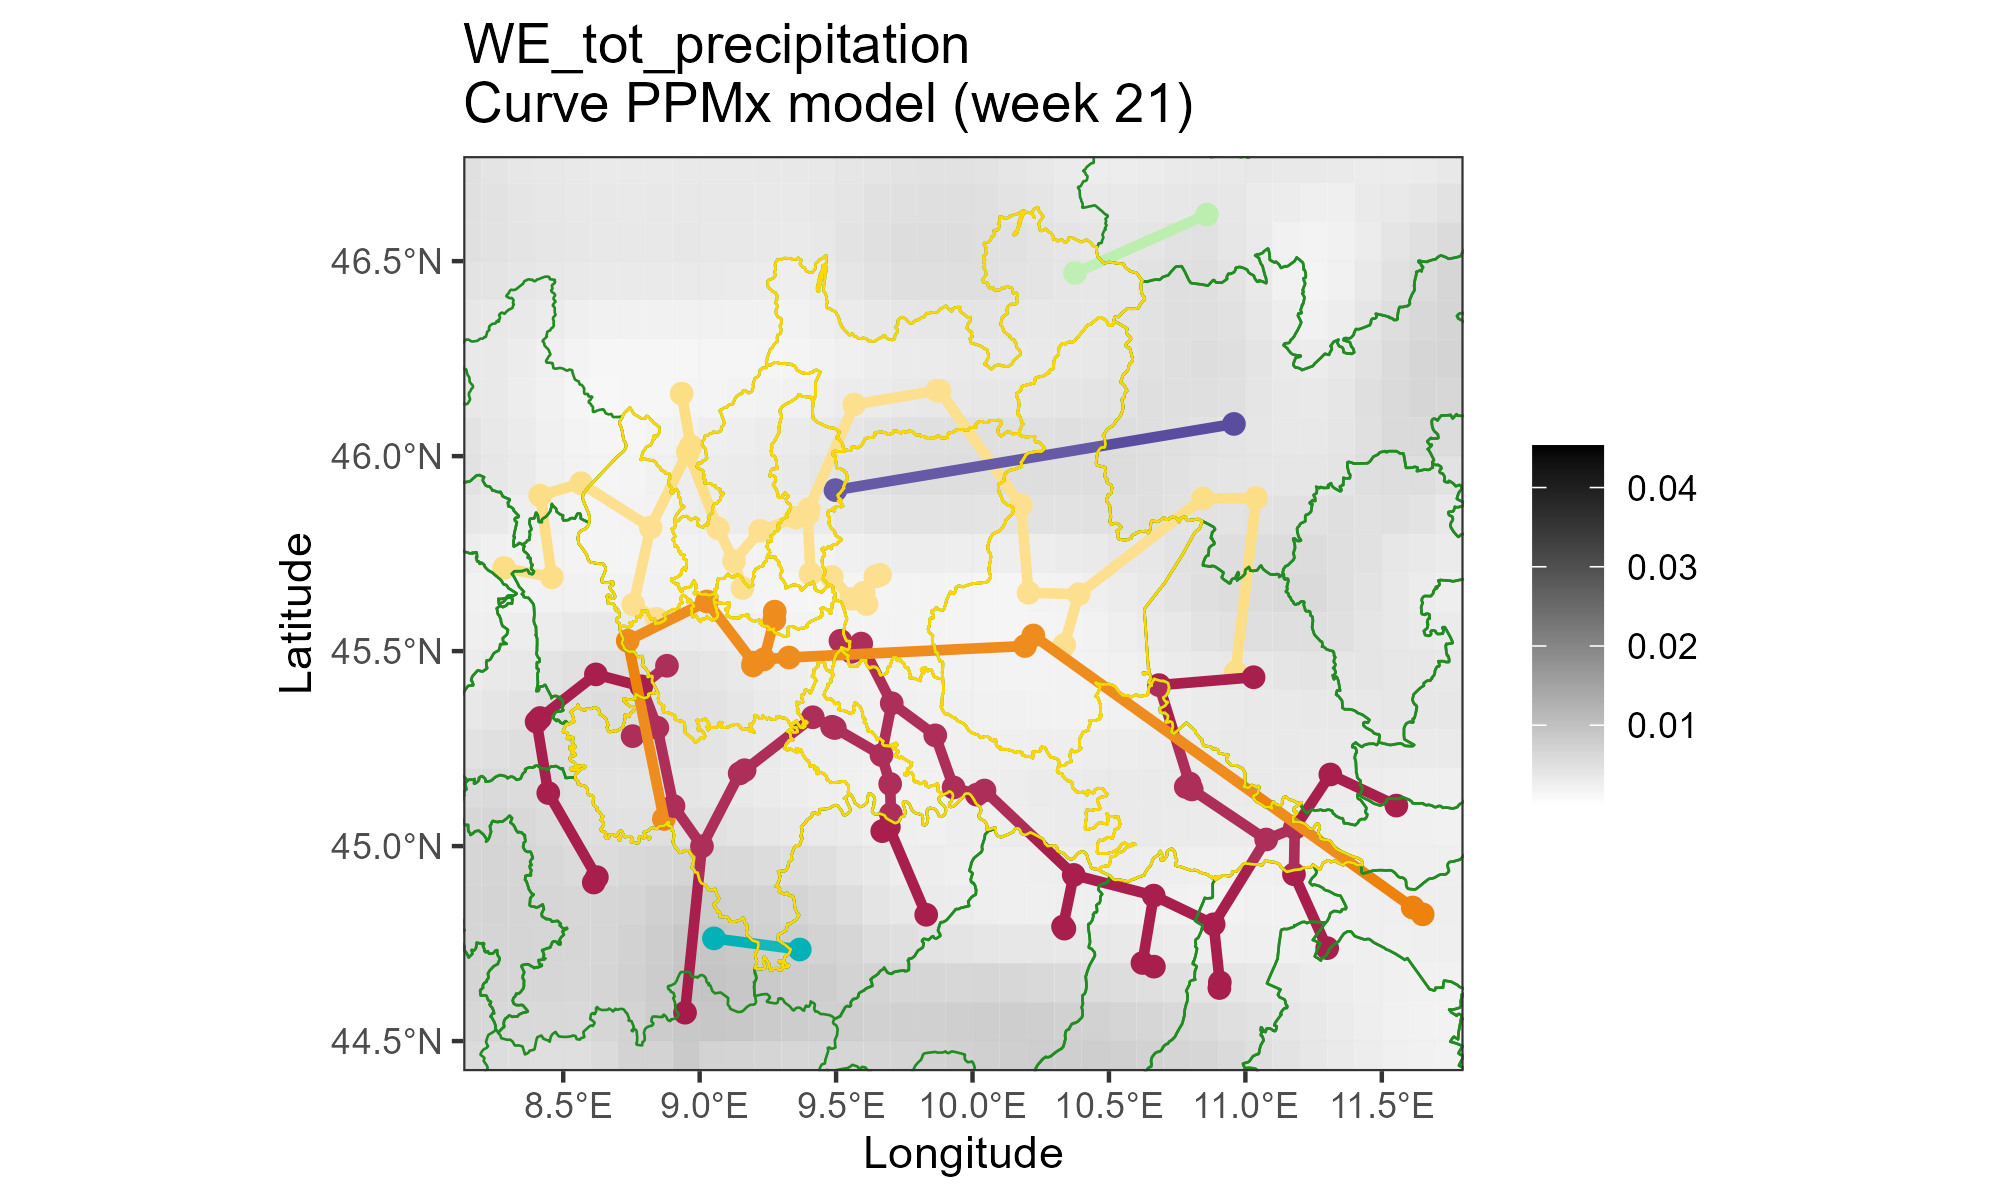 WE_tot_precipitation
Curve PPMx model (week 21)
46.5°N
46.0°N
45.5°N
45.0°N
44.5°N
Latitude
8.5°E 9.0°E 9.5°E 10.0°E 10.5°E 11.0°E 11.5°E
Longitude
0.04
0.03
0.02
0.01